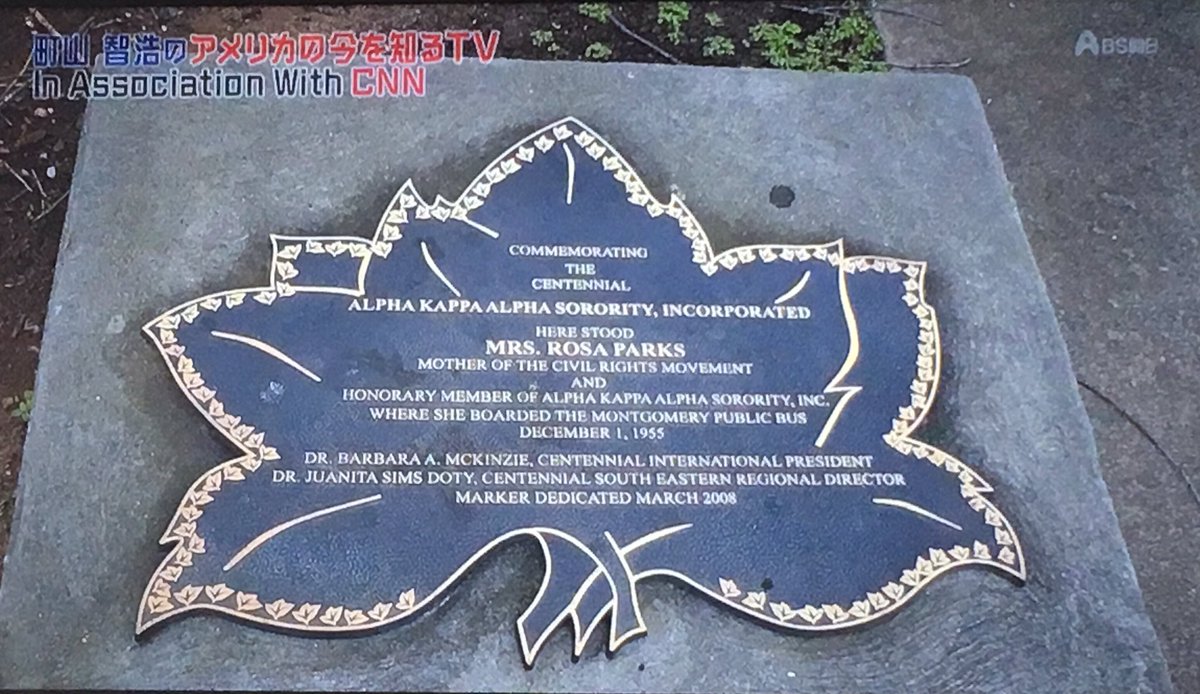 町山 智浩のアメリカの今を知るTV
In Association With CNN
BS朝日
COMMEMORATING
THE
CENTENNIAL
ALPHA KAPPA ALPHA SORORITY, INCORPORATED
HERE STOOD
MRS. ROSA PARKS
MOTHER OF THE CIVIL RIGHTS MOVEMENT
AND
HONORARY MEMBER OF ALPHA KAPPA ALPHA SORORITY, INC.
WHERE SHE BOARDED THE MONTGOMERY PUBLIC BUS
DECEMBER 1, 1955
DR. BARBARA A. MCKINZIE, CENTENNIAL INTERNATIONAL PRESIDENT
DR. JUANITA SIMS DOTY, CENTENNIAL SOUTH EASTERN REGIONAL DIRECTOR
MARKER DEDICATED MARCH 2008